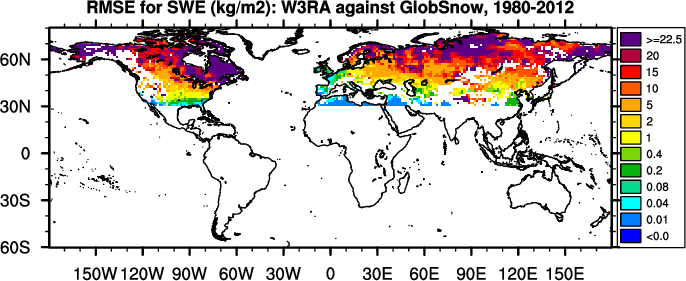 RMSE for SWE (kg/m2): W3RA against GlobSnow, 1980-2012
60N
30N
0
30S
60S
150W 120W 90W 60W 30W 0 30E 60E 90E 120E 150E
>=22.5
20
15
10
5
2
1
0.4
0.2
0.08
0.04
0.01
<0.0